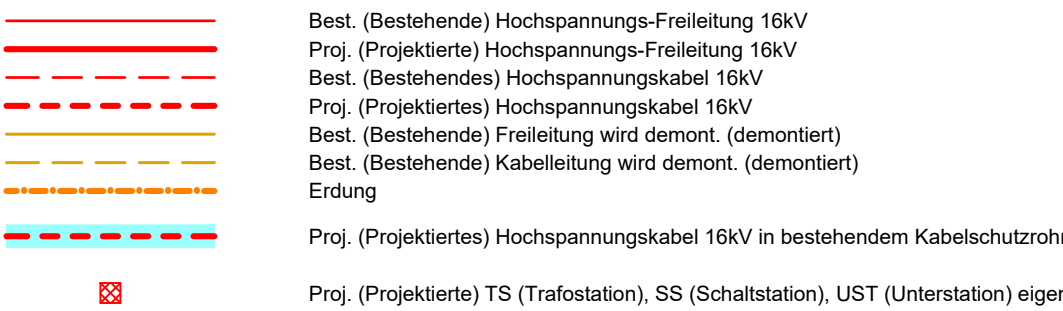 Best. (Bestehende) Hochspannungs-Freileitung 16kV
Proj. (Projektierte) Hochspannungs-Freileitung 16kV
Best. (Bestehendes) Hochspannungskabel 16kV
Proj. (Projektiertes) Hochspannungskabel 16kV
Best. (Bestehende) Freileitung wird demont. (demontiert)
Best. (Bestehende) Kabelleitung wird demont. (demontiert)
Erdung
Proj. (Projektiertes) Hochspannungskabel 16kV in bestehendem Kabelschutzrohr
Proj. (Projektierte) TS (Trafostation), SS (Schaltstation), UST (Unterstation) eigen